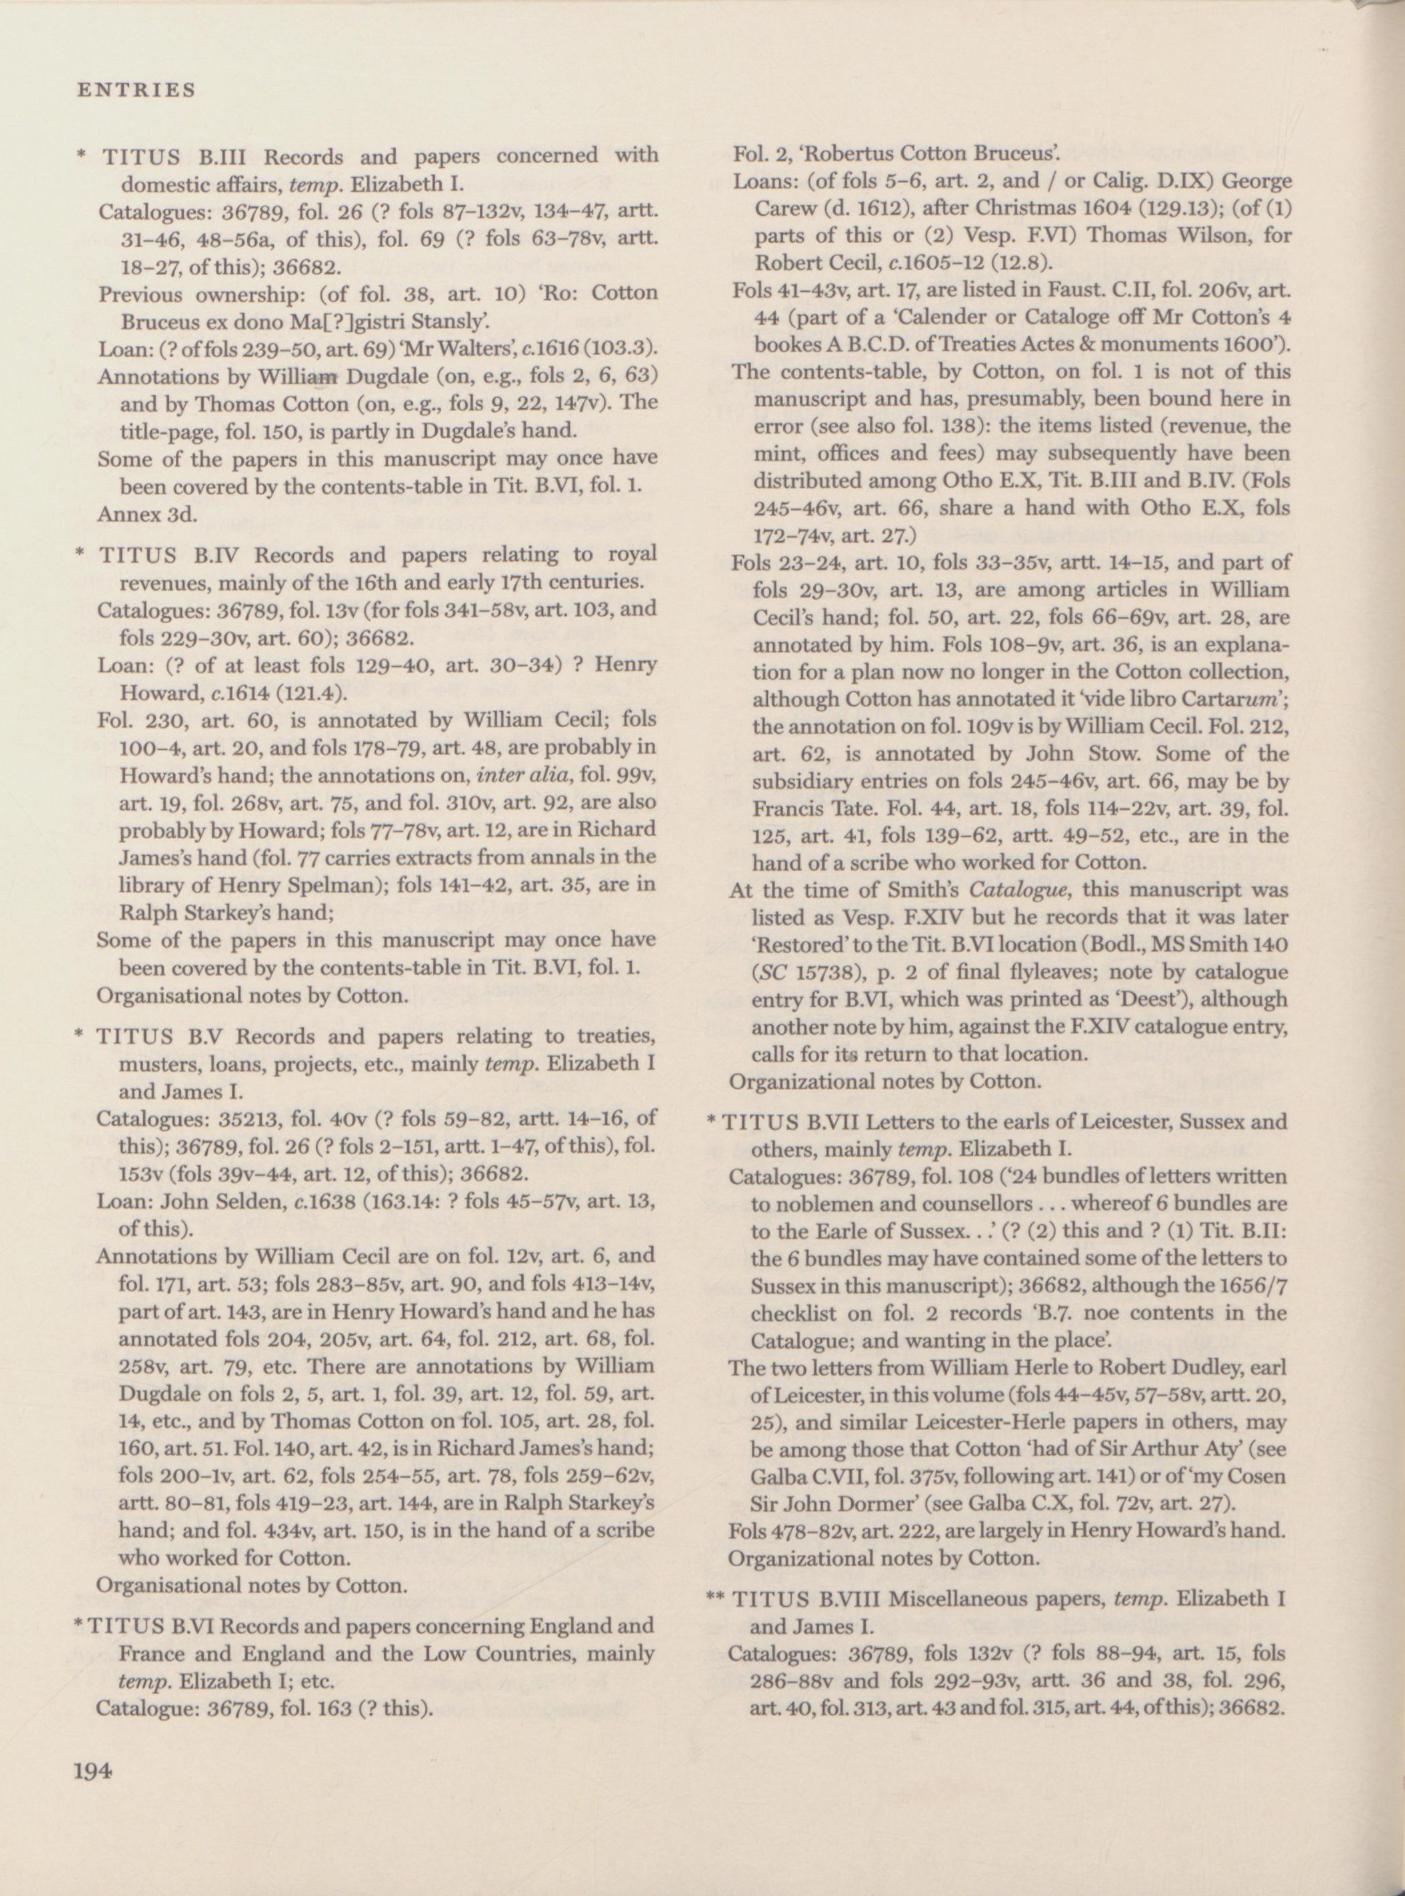 ENTRIES
* TITUS B.III Records and papers concerned with
domestic affairs, temp. Elizabeth I.
Catalogues: 36789, fol. 26 (? fols 87–132v, 134–47, artt.
31–46, 48–56a, of this), fol. 69 (? fols 63–78v, artt.
18–27, of this); 36682.
Previous ownership: (of fol. 38, art. 10) ‘Ro: Cotton
Bruceus ex dono Ma[?]gistri Stansly’.
Loan: (? of fols 239–50, art. 69) ‘Mr Walters’, c.1616 (103.3).
Annotations by William Dugdale (on, e.g., fols 2, 6, 63)
and by Thomas Cotton (on, e.g., fols 9, 22, 147v). The
title-page, fol. 150, is partly in Dugdale’s hand.
Some of the papers in this manuscript may once have
been covered by the contents-table in Tit. B.VI, fol. 1.
Annex 3d.
* TITUS B.IV Records and papers relating to royal
revenues, mainly of the 16th and early 17th centuries.
Catalogues: 36789, fol. 13v (for fols 341–58v, art. 103, and
fols 229–30v, art. 60); 36682.
Loan: (? of at least fols 129–40, art. 30–34) ? Henry
Howard, c.1614 (121.4).
Fol. 230, art. 60, is annotated by William Cecil; fols
100–4, art. 20, and fols 178–79, art. 48, are probably in
Howard’s hand; the annotations on, inter alia, fol. 99v,
art. 19, fol. 268v, art. 75, and fol. 310v, art. 92, are also
probably by Howard; fols 77–78v, art. 12, are in Richard
James’s hand (fol. 77 carries extracts from annals in the
library of Henry Spelman); fols 141–42, art. 35, are in
Ralph Starkey’s hand;
Some of the papers in this manuscript may once have
been covered by the contents-table in Tit. B.VI, fol. 1.
Organisational notes by Cotton.
* TITUS B.V Records and papers relating to treaties,
musters, loans, projects, etc., mainly temp. Elizabeth I
and James I.
Catalogues: 35213, fol. 40v (? fols 59–82, artt. 14–16, of
this); 36789, fol. 26 (? fols 2–151, artt. 1–47, of this), fol.
153v (fols 39v–44, art. 12, of this); 36682.
Loan: John Selden, c.1638 (163.14: ? fols 45–57v, art. 13,
of this).
Annotations by William Cecil are on fol. 12v, art. 6, and
fol. 171, art. 53; fols 283–85v, art. 90, and fols 413–14v,
part of art. 143, are in Henry Howard’s hand and he has
annotated fols 204, 205v, art. 64, fol. 212, art. 68, fol.
258v, art. 79, etc. There are annotations by William
Dugdale on fols 2, 5, art. 1, fol. 39, art. 12, fol. 59, art.
14, etc., and by Thomas Cotton on fol. 105, art. 28, fol.
160, art. 51. Fol. 140, art. 42, is in Richard James’s hand;
fols 200–1v, art. 62, fols 254–55, art. 78, fols 259–62v,
artt. 80–81, fols 419–23, art. 144, are in Ralph Starkey’s
hand; and fol. 434v, art. 150, is in the hand of a scribe
who worked for Cotton.
Organisational notes by Cotton.
* TITUS B.VI Records and papers concerning England and
France and England and the Low Countries, mainly
temp. Elizabeth I; etc.
Catalogue: 36789, fol. 163 (? this).
Fol. 2, ‘Robertus Cotton Bruceus’.
Loans: (of fols 5–6, art. 2, and / or Calig. D.IX) George
Carew (d. 1612), after Christmas 1604 (129.13); (of (1)
parts of this or (2) Vesp. F.VI) Thomas Wilson, for
Robert Cecil, c.1605–12 (12.8).
Fols 41–43v, art. 17, are listed in Faust. C.II, fol. 206v, art.
44 (part of a ‘Calender or Cataloge off Mr Cotton’s 4
bookes A B.C.D. of Treaties Actes & monuments 1600’).
The contents-table, by Cotton, on fol. 1 is not of this
manuscript and has, presumably, been bound here in
error (see also fol. 138): the items listed (revenue, the
mint, offices and fees) may subsequently have been
distributed among Otho E.X, Tit. B.III and B.IV. (Fols
245–46v, art. 66, share a hand with Otho E.X, fols
172–74v, art. 27.)
Fols 23–24, art. 10, fols 33–35v, artt. 14–15, and part of
fols 29–30v, art. 13, are among articles in William
Cecil’s hand; fol. 50, art. 22, fols 66–69v, art. 28, are
annotated by him. Fols 108–9v, art. 36, is an explana-
tion for a plan now no longer in the Cotton collection,
although Cotton has annotated it ‘vide libro Cartarum’;
the annotation on fol. 109v is by William Cecil. Fol. 212,
art. 62, is annotated by John Stow. Some of the
subsidiary entries on fols 245–46v, art. 66, may be by
Francis Tate. Fol. 44, art. 18, fols 114–22v, art. 39, fol.
125, art. 41, fols 139–62, artt. 49–52, etc., are in the
hand of a scribe who worked for Cotton.
At the time of Smith’s Catalogue, this manuscript was
listed as Vesp. F.XIV but he records that it was later
‘Restored’ to the Tit. B.VI location (Bodl., MS Smith 140
(SC 15738), p. 2 of final flyleaves; note by catalogue
entry for B.VI, which was printed as ‘Deest’), although
another note by him, against the F.XIV catalogue entry,
calls for its return to that location.
Organizational notes by Cotton.
* TITUS B.VII Letters to the earls of Leicester, Sussex and
others, mainly temp. Elizabeth I.
Catalogues: 36789, fol. 108 (‘24 bundles of letters written
to noblemen and counsellors . . . whereof 6 bundles are
to the Earle of Sussex. . .’ (? (2) this and ? (1) Tit. B.II:
the 6 bundles may have contained some of the letters to
Sussex in this manuscript); 36682, although the 1656/7
checklist on fol. 2 records ‘B.7. noe contents in the
Catalogue; and wanting in the place’.
The two letters from William Herle to Robert Dudley, earl
of Leicester, in this volume (fols 44–45v, 57–58v, artt. 20,
25), and similar Leicester-Herle papers in others, may
be among those that Cotton ‘had of Sir Arthur Aty’ (see
Galba C.VII, fol. 375v, following art. 141) or of ‘my Cosen
Sir John Dormer’ (see Galba C.X, fol. 72v, art. 27).
Fols 478–82v, art. 222, are largely in Henry Howard’s hand.
Organizational notes by Cotton.
** TITUS B.VIII Miscellaneous papers, temp. Elizabeth I
and James I.
Catalogues: 36789, fols 132v (? fols 88–94, art. 15, fols
286–88v and fols 292–93v, artt. 36 and 38, fol. 296,
art. 40, fol. 313, art. 43 and fol. 315, art. 44, of this); 36682.
194